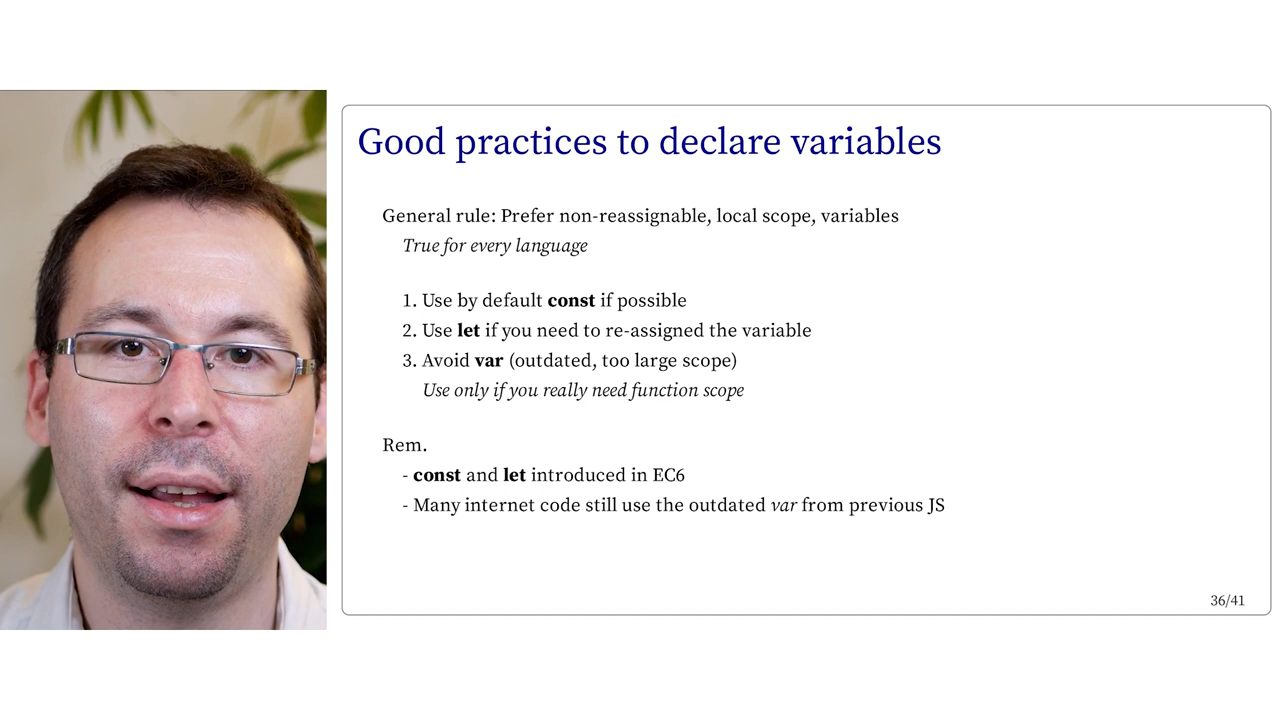 Good practices to declare variables
General rule: Prefer non-reassignable, local scope, variables
True for every language
1. Use by default const if possible
2. Use let if you need to re-assigned the variable
3. Avoid var (outdated, too large scope)
Use only if you really need function scope
Rem.
- const and let introduced in EC6
- Many internet code still use the outdated var from previous JS
36/41